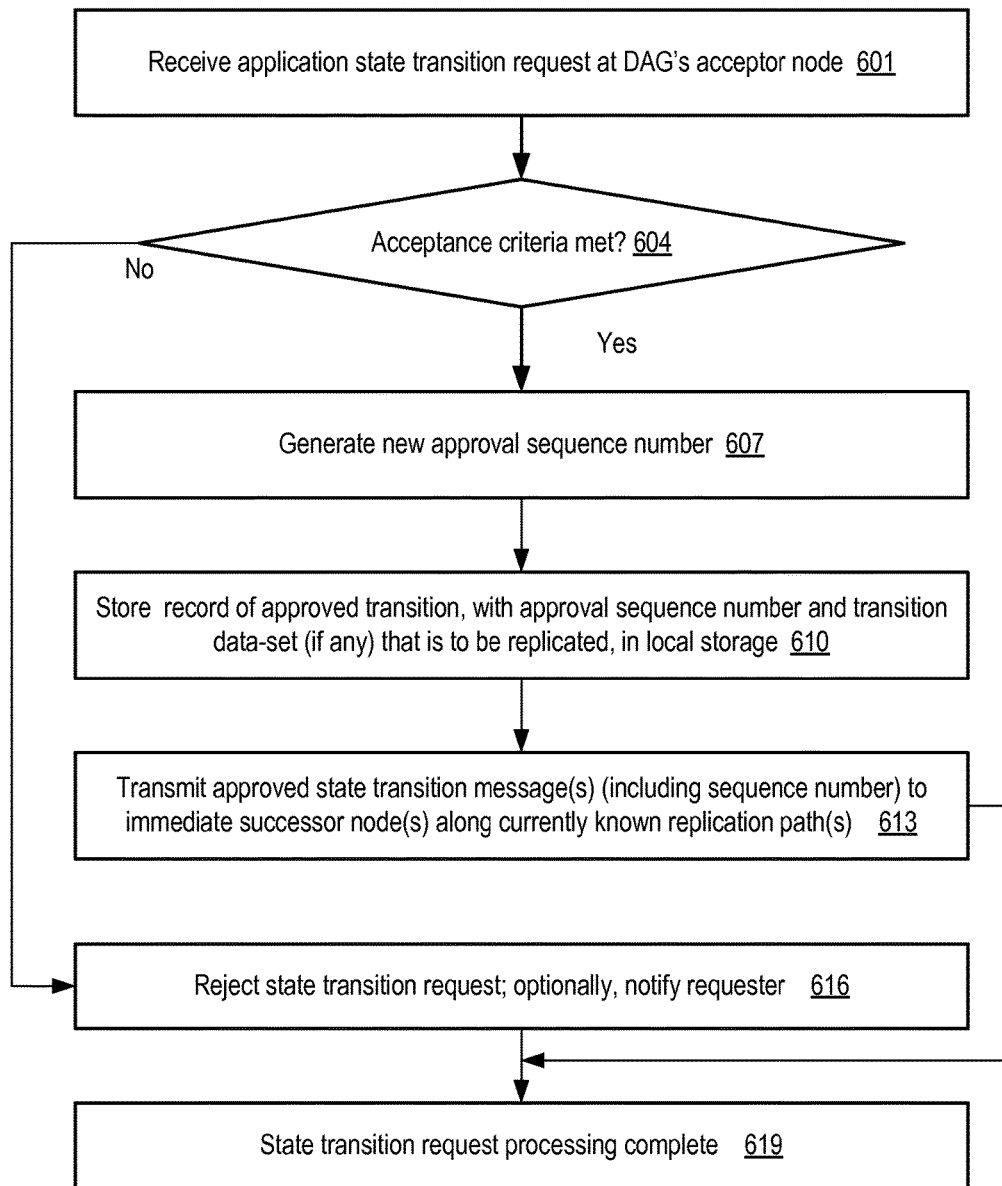 Receive application state transition request at DAG's acceptor node 601
Acceptance criteria met? 604
No
Yes
Generate new approval sequence number 607
Store record of approved transition, with approval sequence number and transition
data-set (if any) that is to be replicated, in local storage 610
Transmit approved state transition message(s) (including sequence number) to
immediate successor node(s) along currently known replication path(s) 613
Reject state transition request; optionally, notify requester 616
State transition request processing complete 619